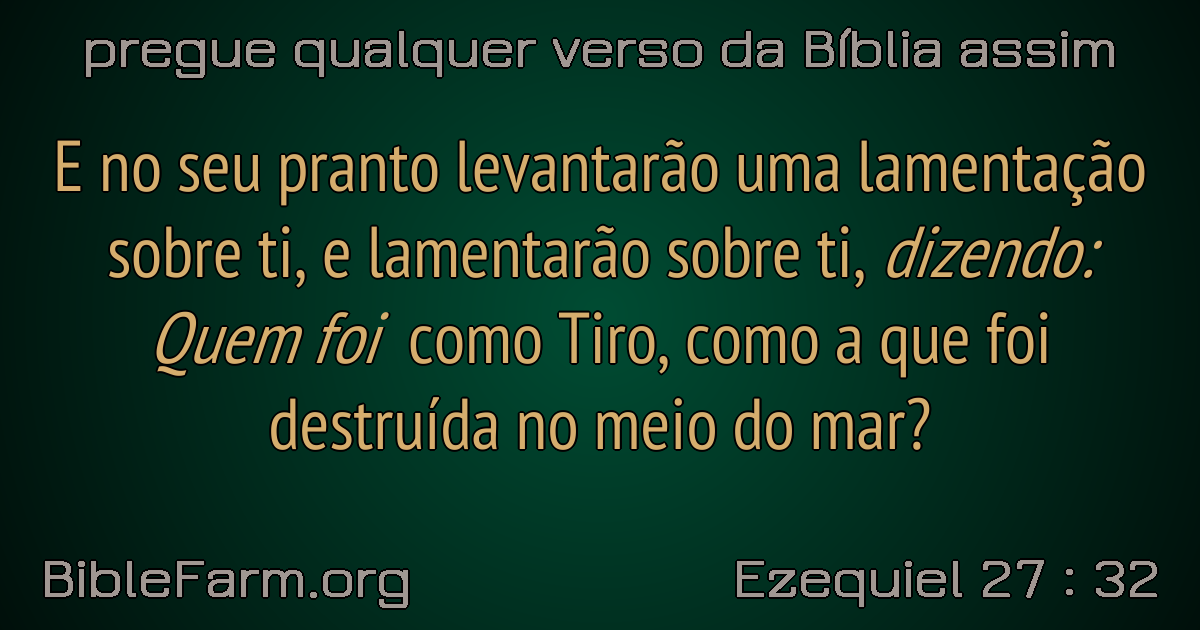 pregue qualquer verso da Bíblia assim
E no seu pranto levantarão uma lamentação
sobre ti, e lamentarão sobre ti, dizendo:
Quem foi como Tiro, como a que foi
destruída no meio do mar?
BibleFarm.org
Ezequiel 27 : 32